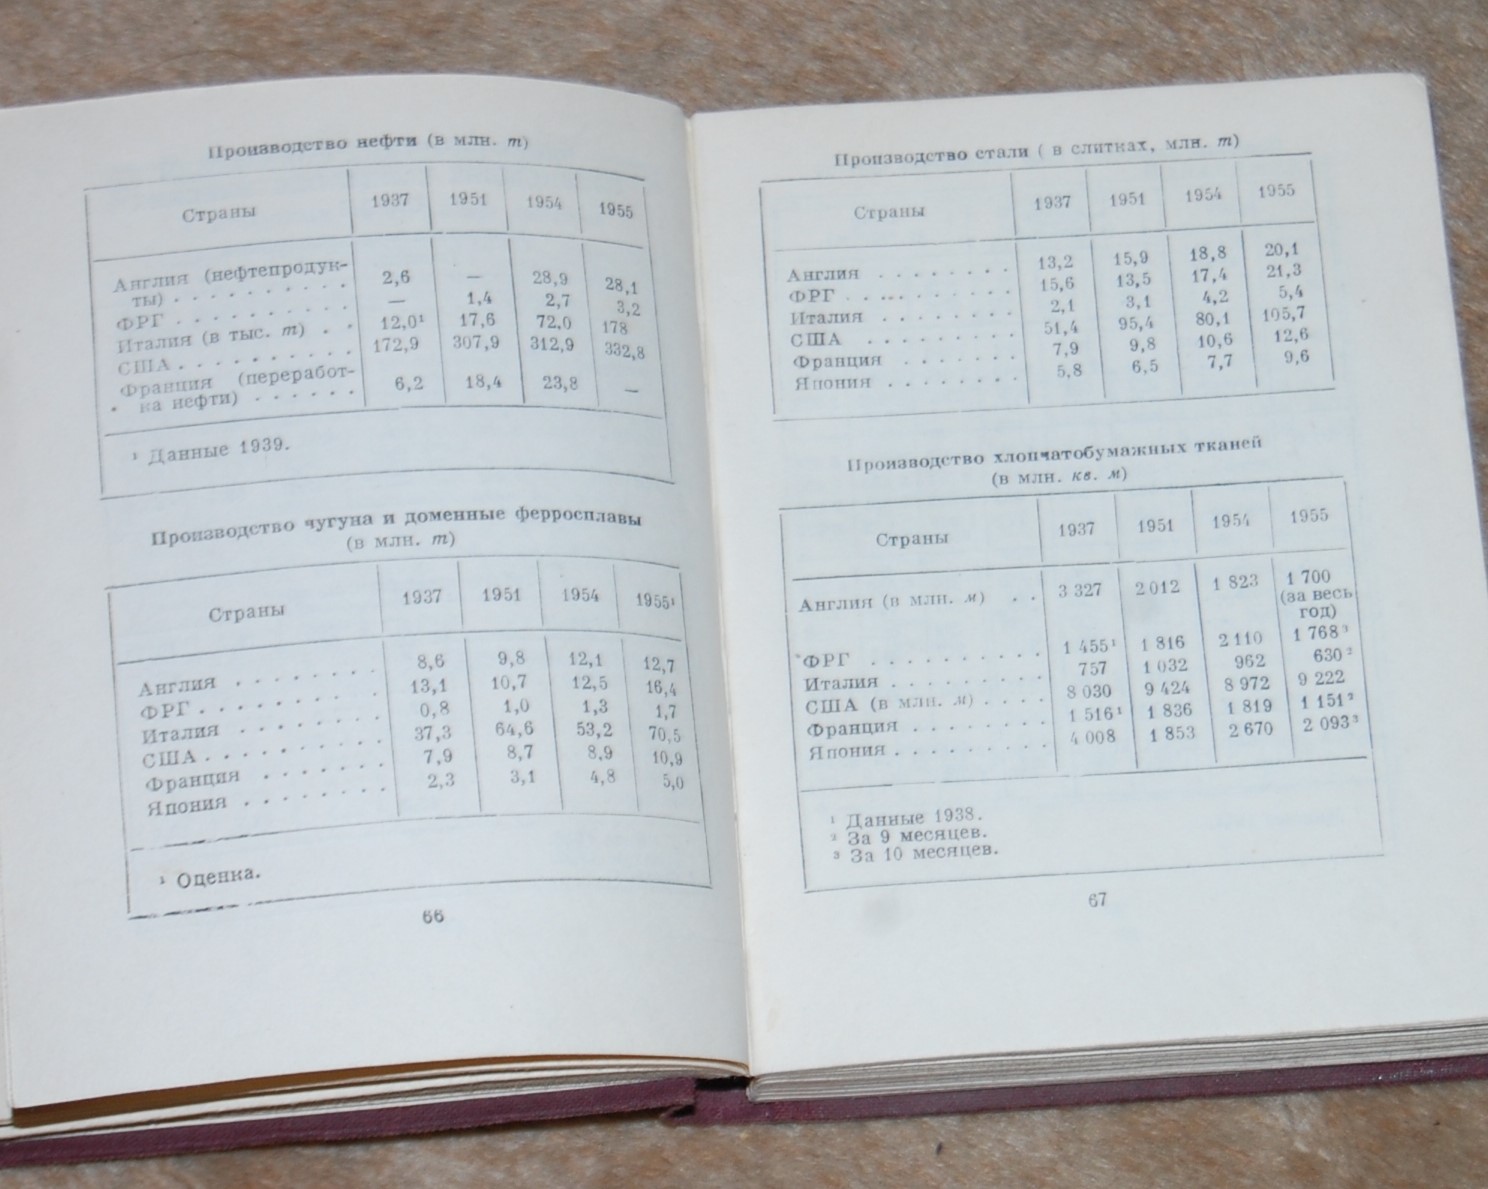 Производство нефти (в млн. т)
Страны 1937 1951 1954 1955
Англия (нефтепродук-
ты) . . . . . . . . . . 2,6 — 28,9 28,1
ФРГ . . . . . . . . . . — 1,4 2,7 3,2
Италия (в тыс. т) . . 12,0¹ 17,6 72,0 178
США . . . . . . . . . 172,9 307,9 312,9 332,8
Франция (переработ-
ка нефти) . . . . . . 6,2 18,4 23,8 —
¹ Данные 1939.
Производство чугуна и доменные ферросплавы
(в млн. т)
Страны 1937 1951 1954 1955¹
Англия . . . . . . . . 8,6 9,8 12,1 12,7
ФРГ . . . . . . . . . . 13,1 10,7 12,5 16,4
Италия . . . . . . . . 0,8 1,0 1,3 1,7
США . . . . . . . . . . 37,3 64,6 53,2 70,5
Франция . . . . . . . 7,9 8,7 8,9 10,9
Япония . . . . . . . . 2,3 3,1 4,8 5,0
¹ Оценка.
66
Производство стали ( в слитках, млн. т)
Страны 1937 1951 1954 1955
Англия . . . . . . . . 13,2 15,9 18,8 20,1
ФРГ . . . . . . . . . . 15,6 13,5 17,4 21,3
Италия . . . . . . . . 2,1 3,1 4,2 5,4
США . . . . . . . . . 51,4 95,4 80,1 105,7
Франция . . . . . . . 7,9 9,8 10,6 12,6
Япония . . . . . . . . 5,8 6,5 7,7 9,6
Производство хлопчатобумажных тканей
(в млн. кв. м)
Страны 1937 1951 1954 1955
Англия (в млн. м) . . 3 327 2 012 1 823 1 700
(за весь
год)
ФРГ . . . . . . . . . . 1 455¹ 1 816 2 110 1 768³
Италия . . . . . . . . . 757 1 032 962 630²
США (в млн. м) . . . . 8 030 9 424 8 972 9 222
Франция . . . . . . . . 1 516¹ 1 836 1 819 1 151²
Япония . . . . . . . . . 4 008 1 853 2 670 2 093³
¹ Данные 1938.
² За 9 месяцев.
³ За 10 месяцев.
67